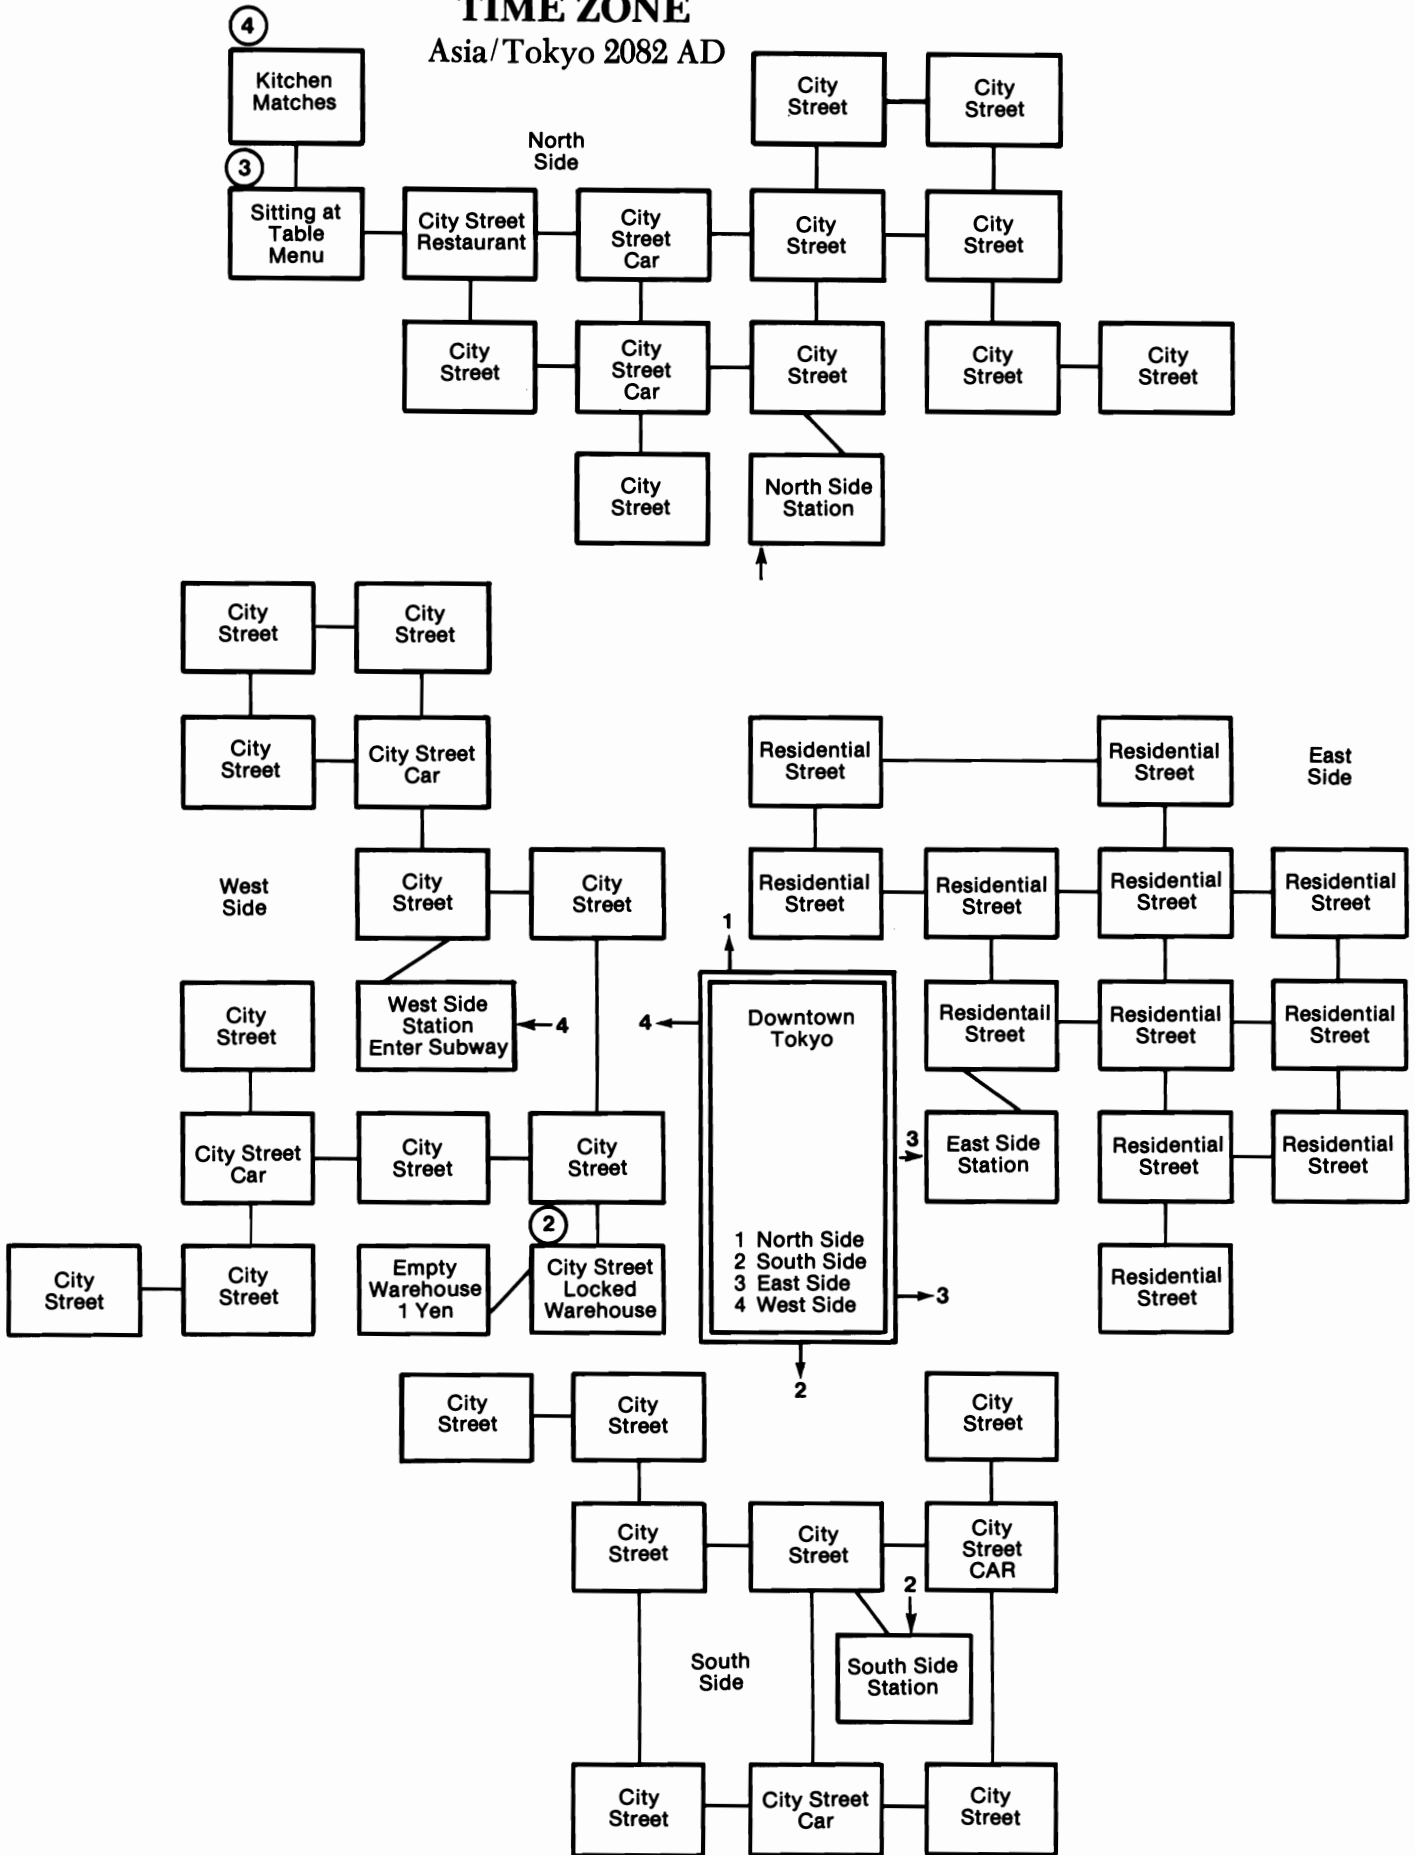 TIME ZONE
Asia/Tokyo 2082 AD
4
Kitchen
Matches
City
Street
City
Street
North
Side
3
Sitting at
Table
Menu
City Street
Restaurant
City
Street
Car
City
Street
City
Street
City
Street
City
Street
Car
City
Street
City
Street
City
Street
City
Street
North Side
Station
City
Street
City
Street
City
Street
City Street
Car
Residential
Street
Residential
Street
East
Side
West
Side
City
Street
City
Street
Residential
Street
Residential
Street
Residential
Street
Residential
Street
1
City
Street
West Side
Station
Enter Subway
4
4
Downtown
Tokyo
Residentail
Street
Residential
Street
Residential
Street
City Street
Car
City
Street
City
Street
3
East Side
Station
Residential
Street
Residential
Street
2
City
Street
City
Street
Empty
Warehouse
1 Yen
City Street
Locked
Warehouse
1 North Side
2 South Side
3 East Side
4 West Side
3
Residential
Street
2
City
Street
City
Street
City
Street
City
Street
City
Street
City
Street
CAR
2
South
Side
South Side
Station
City
Street
City Street
Car
City
Street